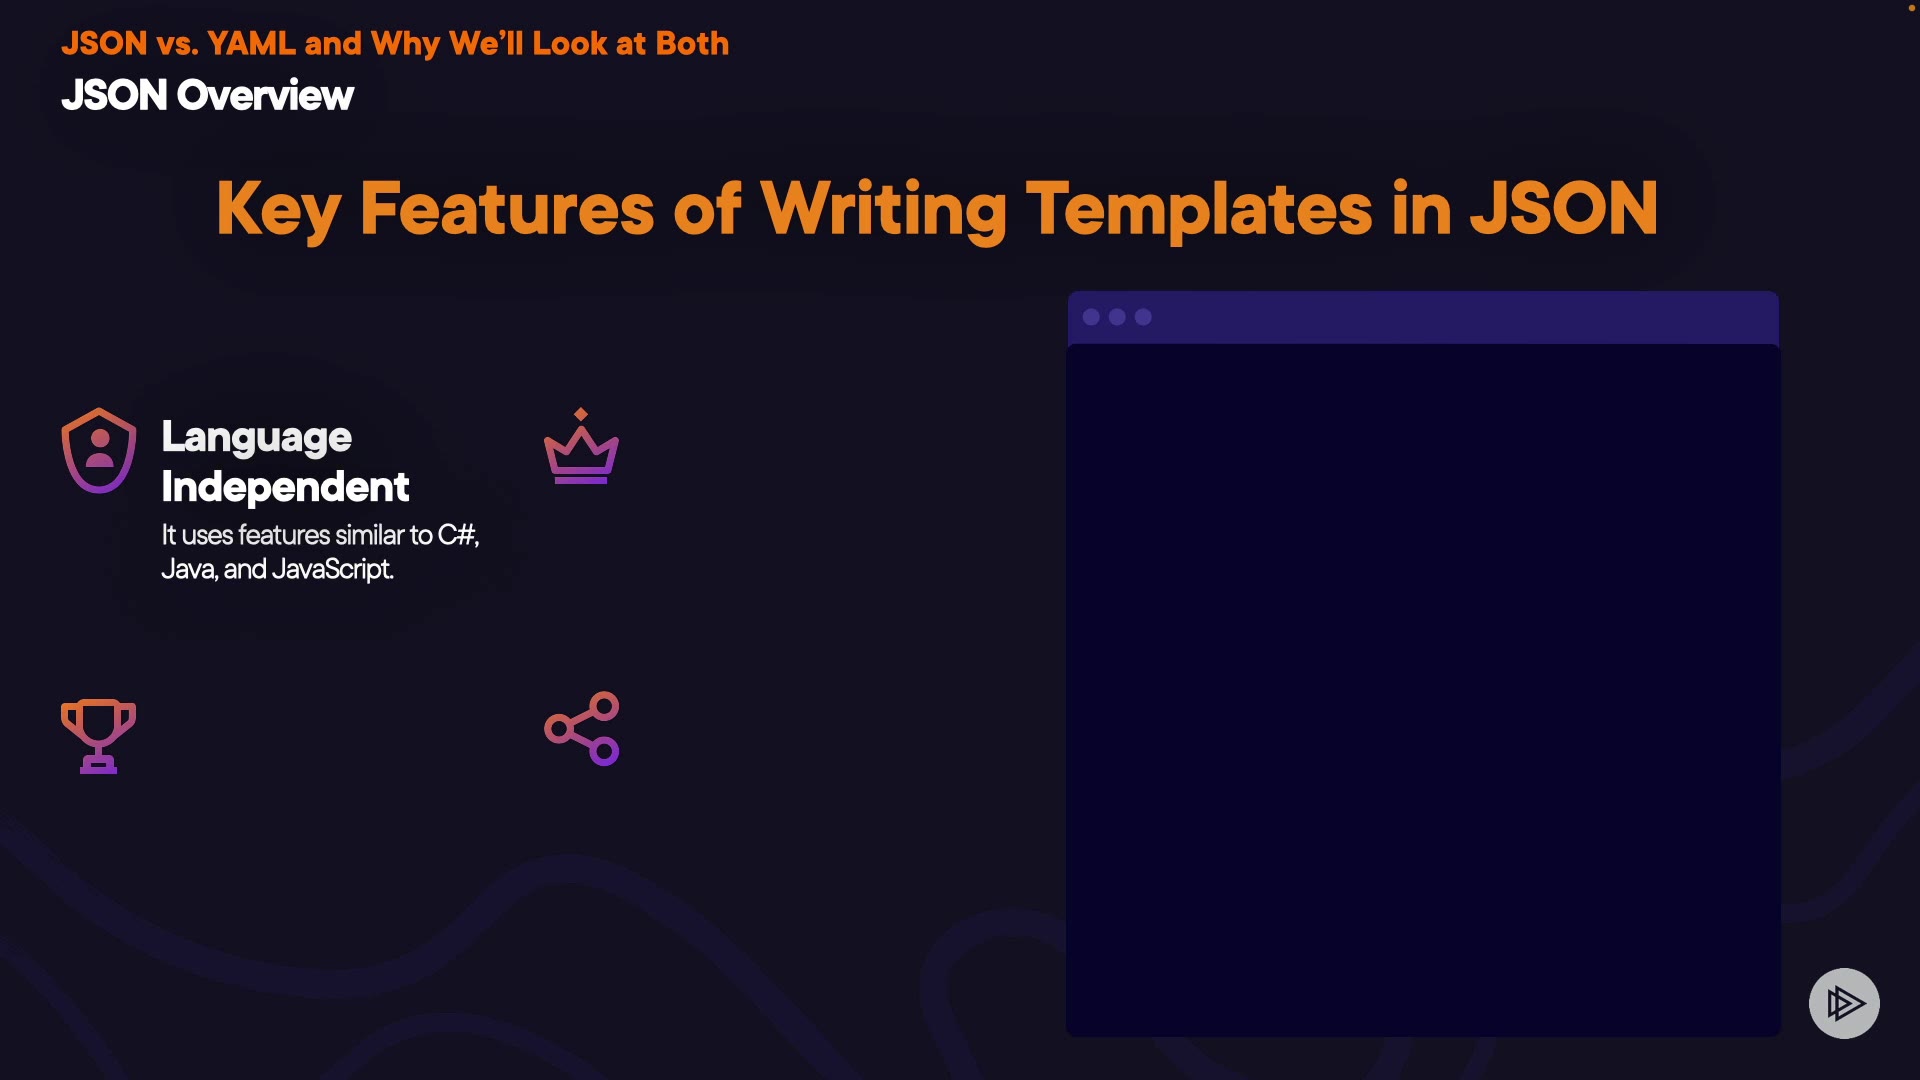 JSON vs. YAML and Why We’ll Look at Both
JSON Overview
Key Features of Writing Templates in JSON
Language
Independent
It uses features similar to C#,
Java, and JavaScript.